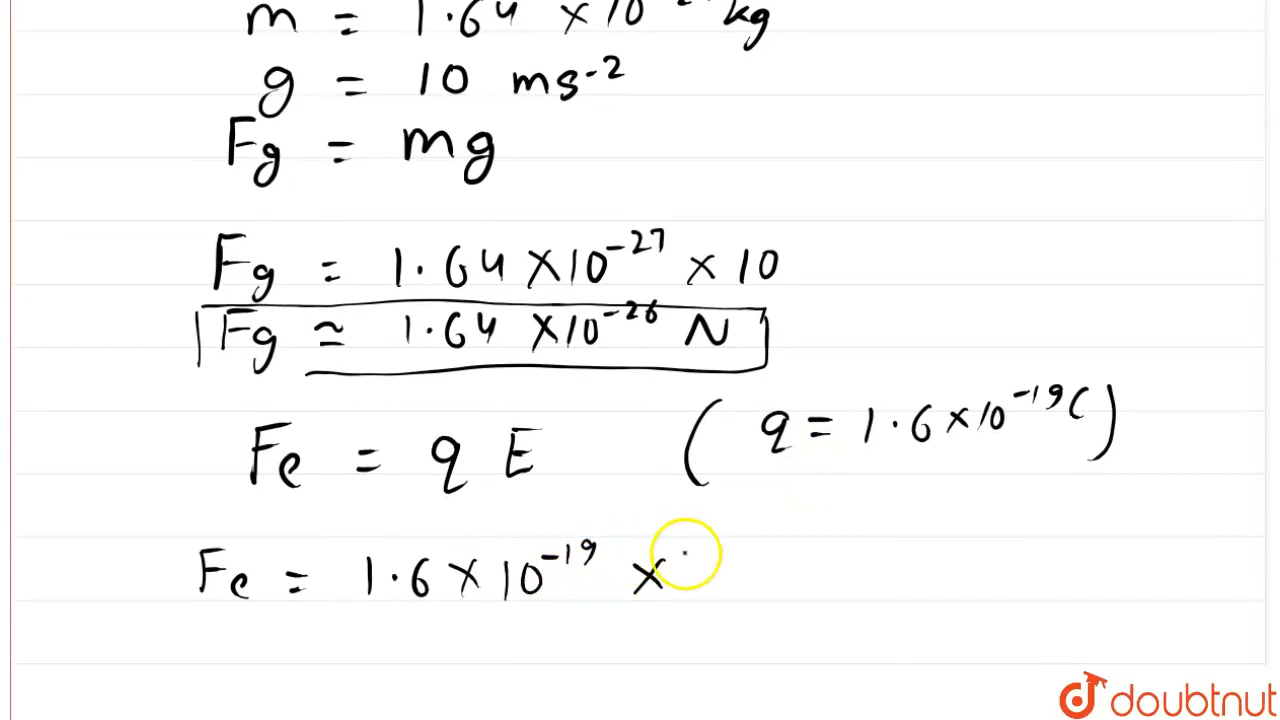 m = 1.64 × 10 kg
g = 10 ms⁻²
Fg = mg
Fg = 1.64 × 10⁻²⁷ × 10
Fg ≃ 1.64 × 10⁻²⁶ N
Fe = q E (q = 1.6 × 10⁻¹⁹ C)
Fe = 1.6 × 10⁻¹⁹ ×
doubtnut